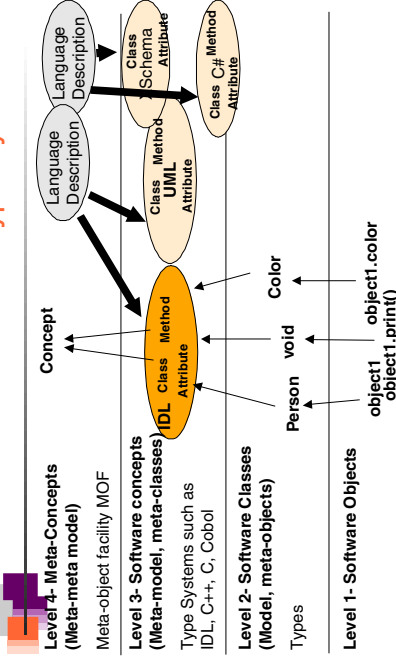 Level 4- Meta-Concepts
(Meta-meta model)
Meta-object facility MOF
Concept
Language
Description
Language
Description
Level 3- Software concepts
(Meta-model, meta-classes)
Type Systems such as
IDL, C++, C, Cobol
IDL Class Method
Attribute
Class Method
UML
Attribute
Class
Schema
Attribute
Class C# Method
Attribute
Level 2- Software Classes
(Model, meta-objects)
Types
Person
void
Color
Level 1- Software Objects
object1
object1.print()
object1.color